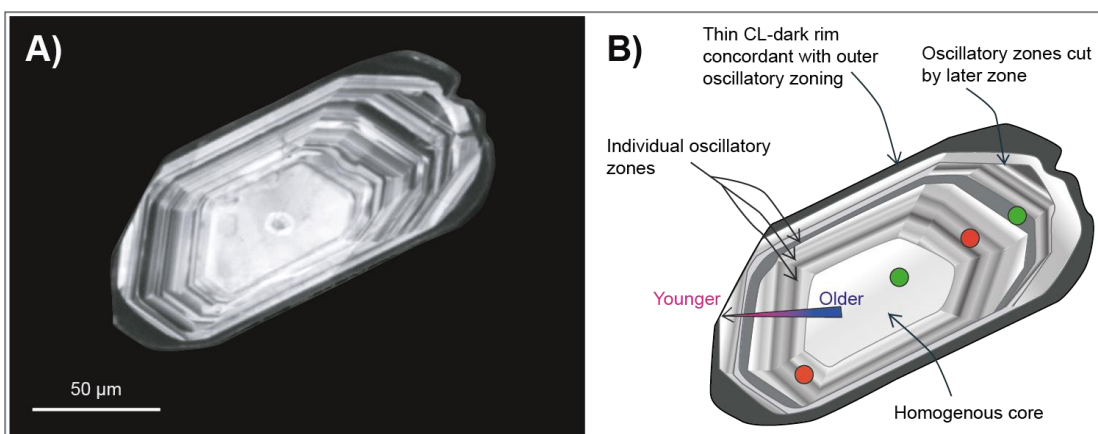 A)
50 µm
B)
Thin CL-dark rim
concordant with outer
oscillatory zoning
Oscillatory zones cut
by later zone
Individual oscillatory
zones
Younger
Older
Homogenous core